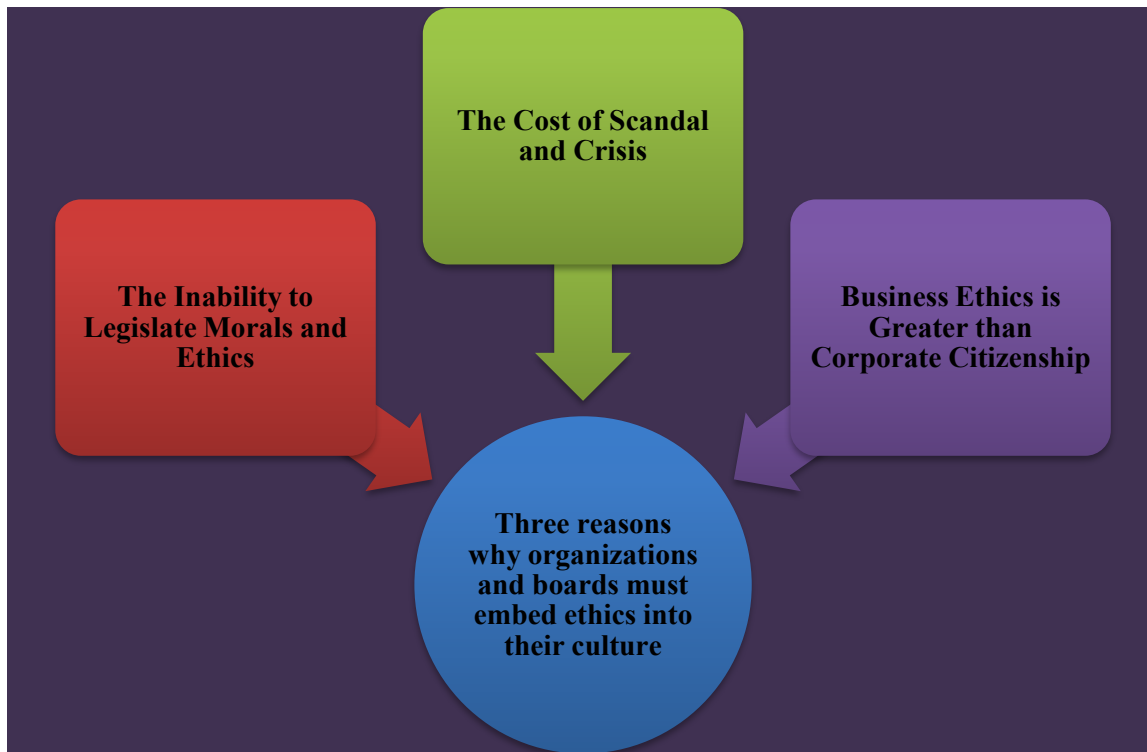 The Cost of Scandal
and Crisis
The Inability to
Legislate Morals and
Ethics
Business Ethics is
Greater than
Corporate Citizenship
Three reasons
why organizations
and boards must
embed ethics into
their culture